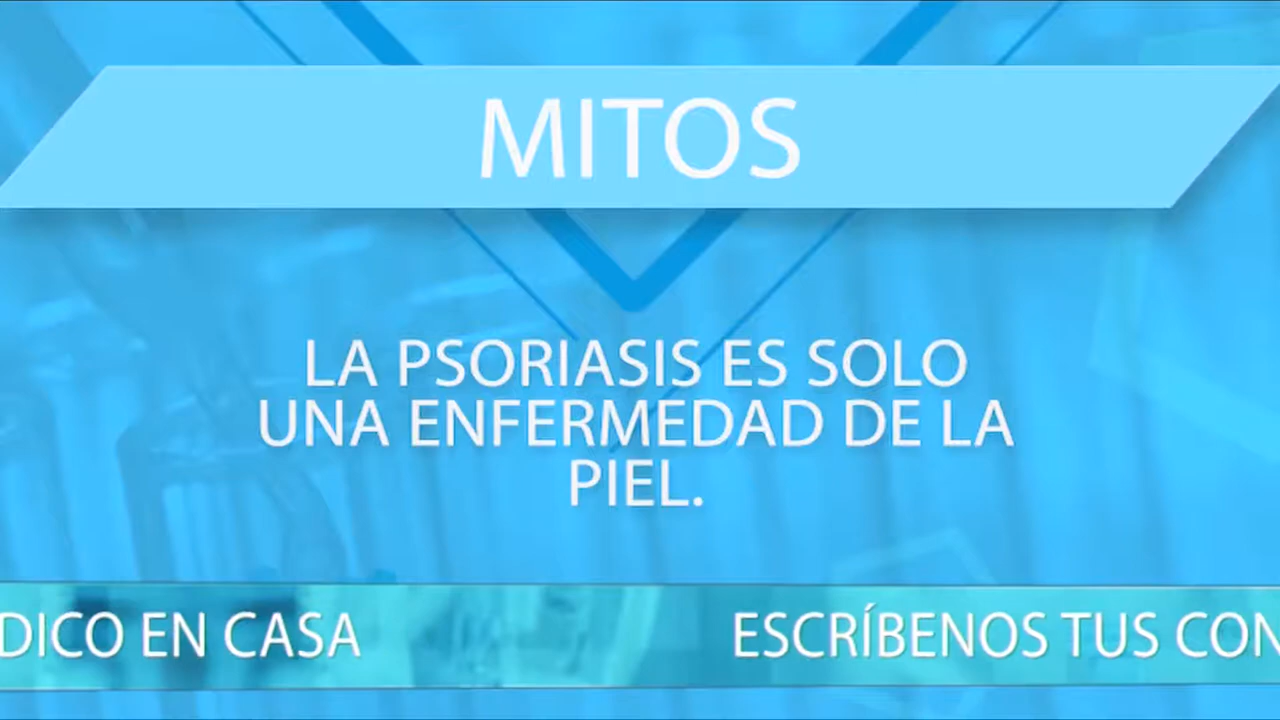 MITOS
LA PSORIASIS ES SOLO
UNA ENFERMEDAD DE LA
PIEL.
DICO EN CASA
ESCRÍBENOS TUS CON